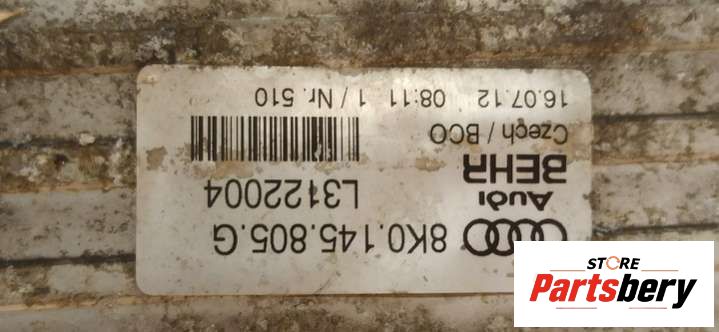 8K0.145.805.G
Audi
BEHR
L3122004
Czech / BCO
16.07.12 08:11 1 / Nr. 510
STORE
Partsbery